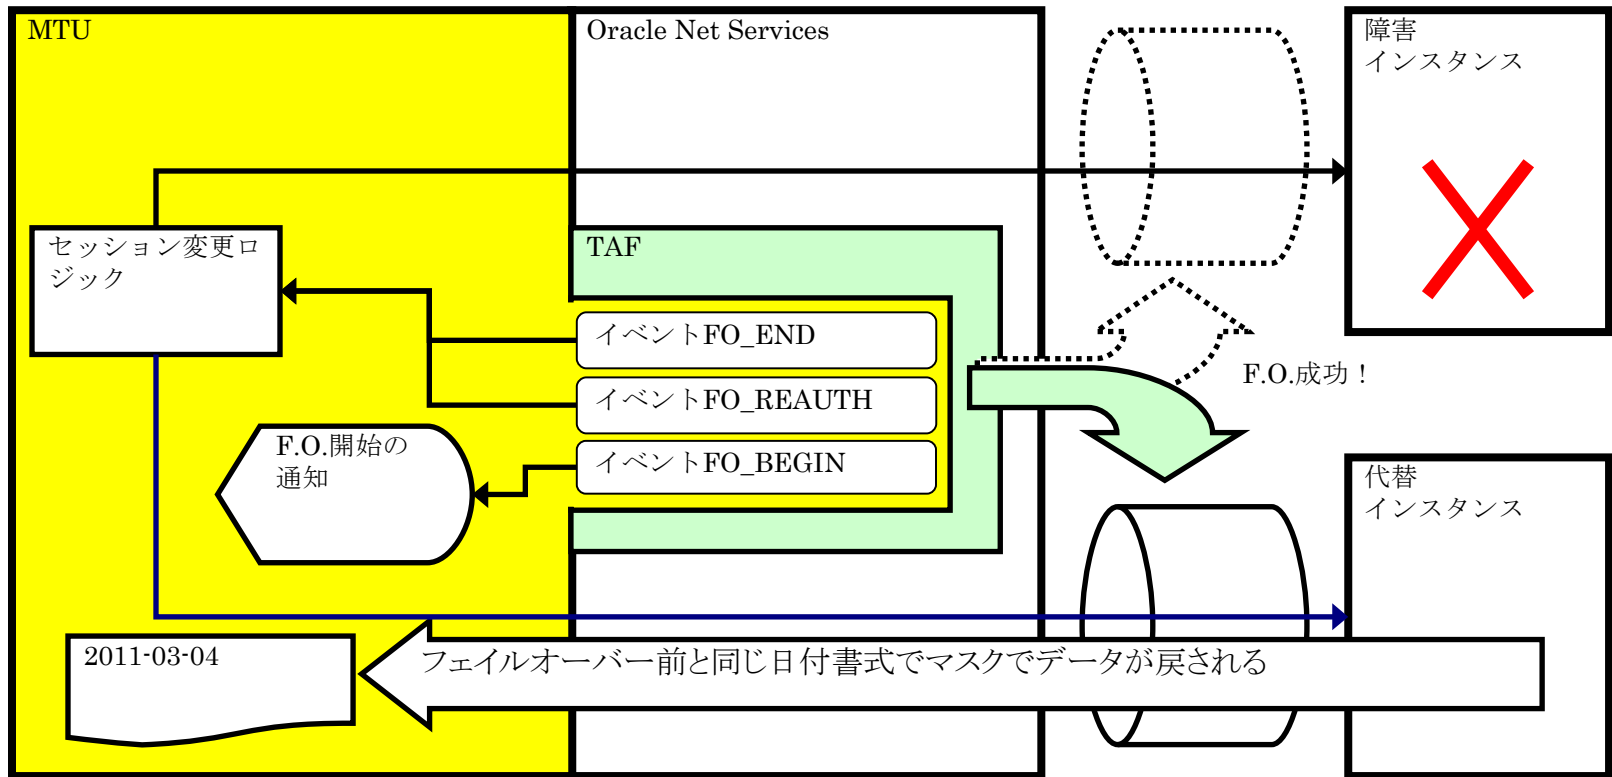 MTU
Oracle Net Services
障害
インスタンス
セッション変更ロ
ジック
TAF
イベントFO_END
イベントFO_REAUTH
イベントFO_BEGIN
F.O.開始の
通知
F.O.成功！
代替
インスタンス
2011-03-04
フェイルオーバー前と同じ日付書式でマスクでデータが戻される